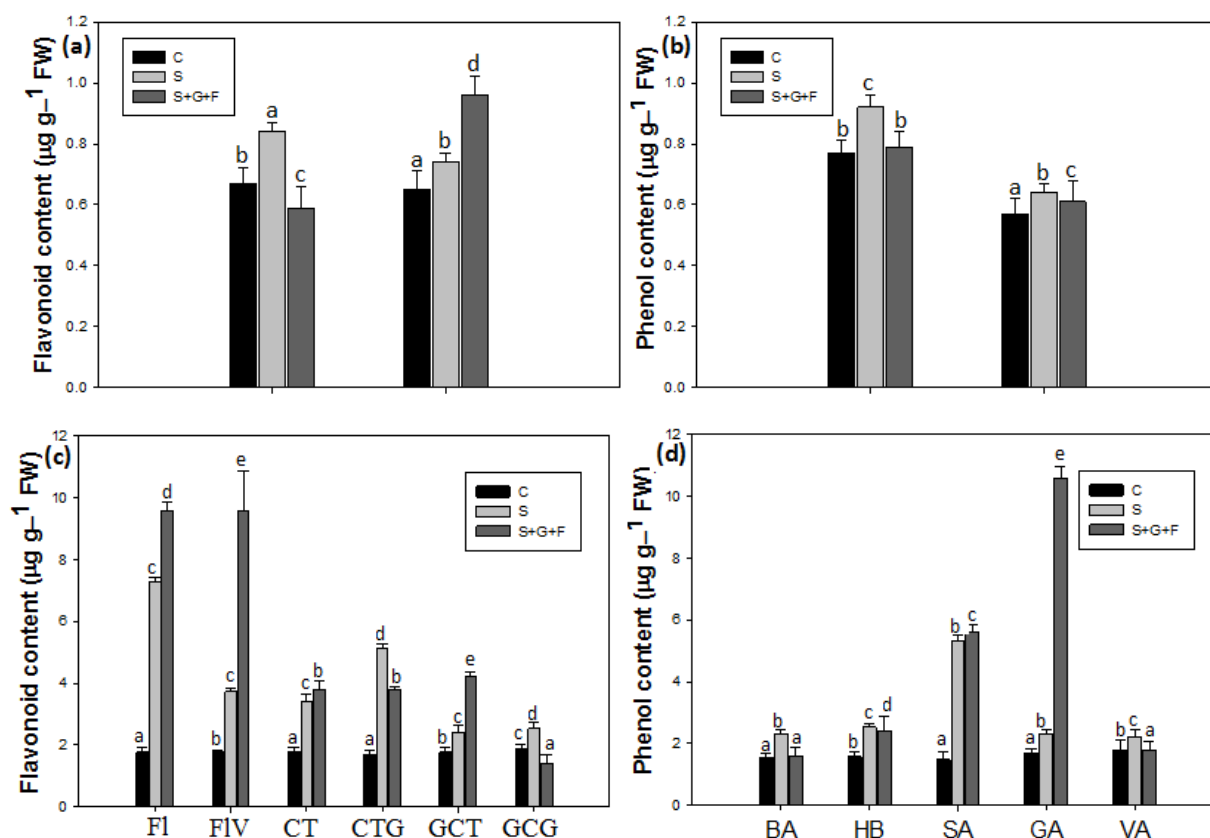 (a)
Flavonoid content (µg g–1 FW)
1.2
1.0
0.8
0.6
0.4
0.2
0.0
C
S
S+G+F
b
a
c
a
b
d
(b)
Phenol content (µg g–1 FW)
1.2
1.0
0.8
0.6
0.4
0.2
0.0
C
S
S+G+F
b
c
b
a
b
c
(c)
Flavonoid content (µg g–1 FW)
12
10
8
6
4
2
0
C
S
S+G+F
a
c
d
b
c
e
a
c
b
a
d
b
b
c
e
c
d
a
Fl
FlV
CT
CTG
GCT
GCG
(d)
Phenol content (µg g–1 FW)
12
10
8
6
4
2
0
C
S
S+G+F
a
b
a
b
c
d
a
b
c
a
b
e
b
c
a
BA
HB
SA
GA
VA